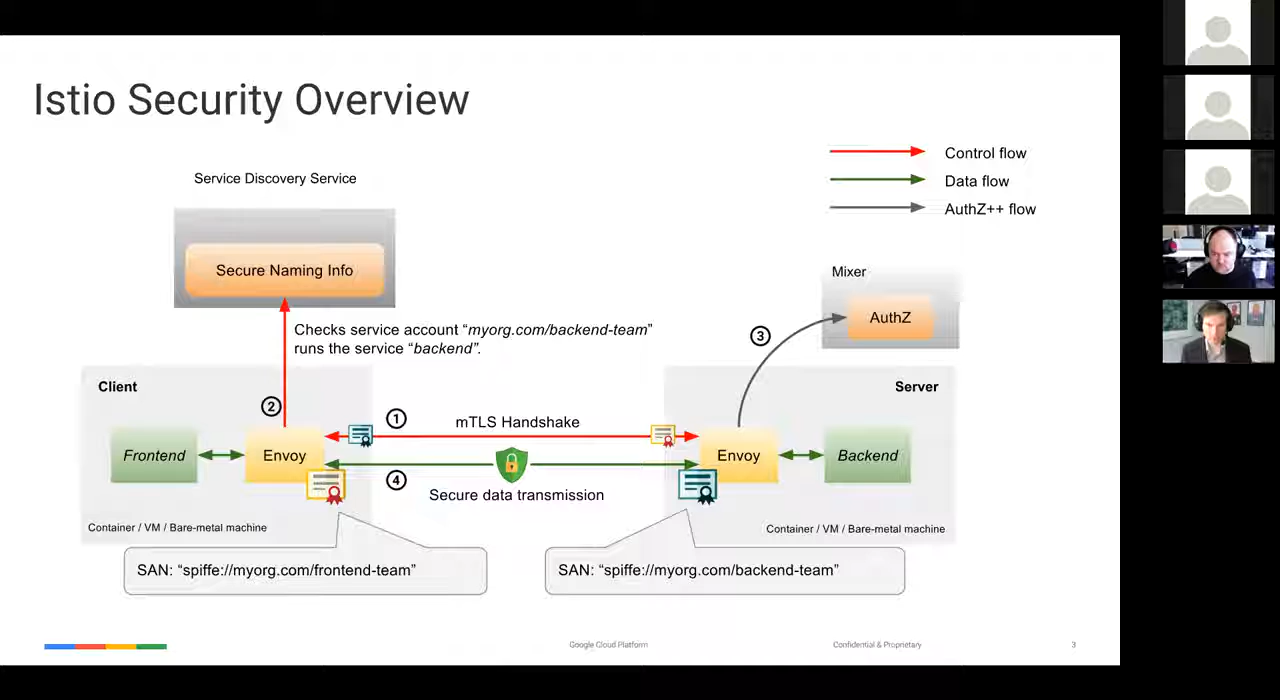 Istio Security Overview
Control flow
Data flow
AuthZ++ flow
Service Discovery Service
Secure Naming Info
Mixer
AuthZ
Checks service account “myorg.com/backend-team”
runs the service “backend”.
3
Client
Server
2
1
mTLS Handshake
Frontend
Envoy
Envoy
Backend
4
Secure data transmission
Container / VM / Bare-metal machine
Container / VM / Bare-metal machine
SAN: “spiffe://myorg.com/frontend-team”
SAN: “spiffe://myorg.com/backend-team”
Google Cloud Platform
Confidential & Proprietary
3